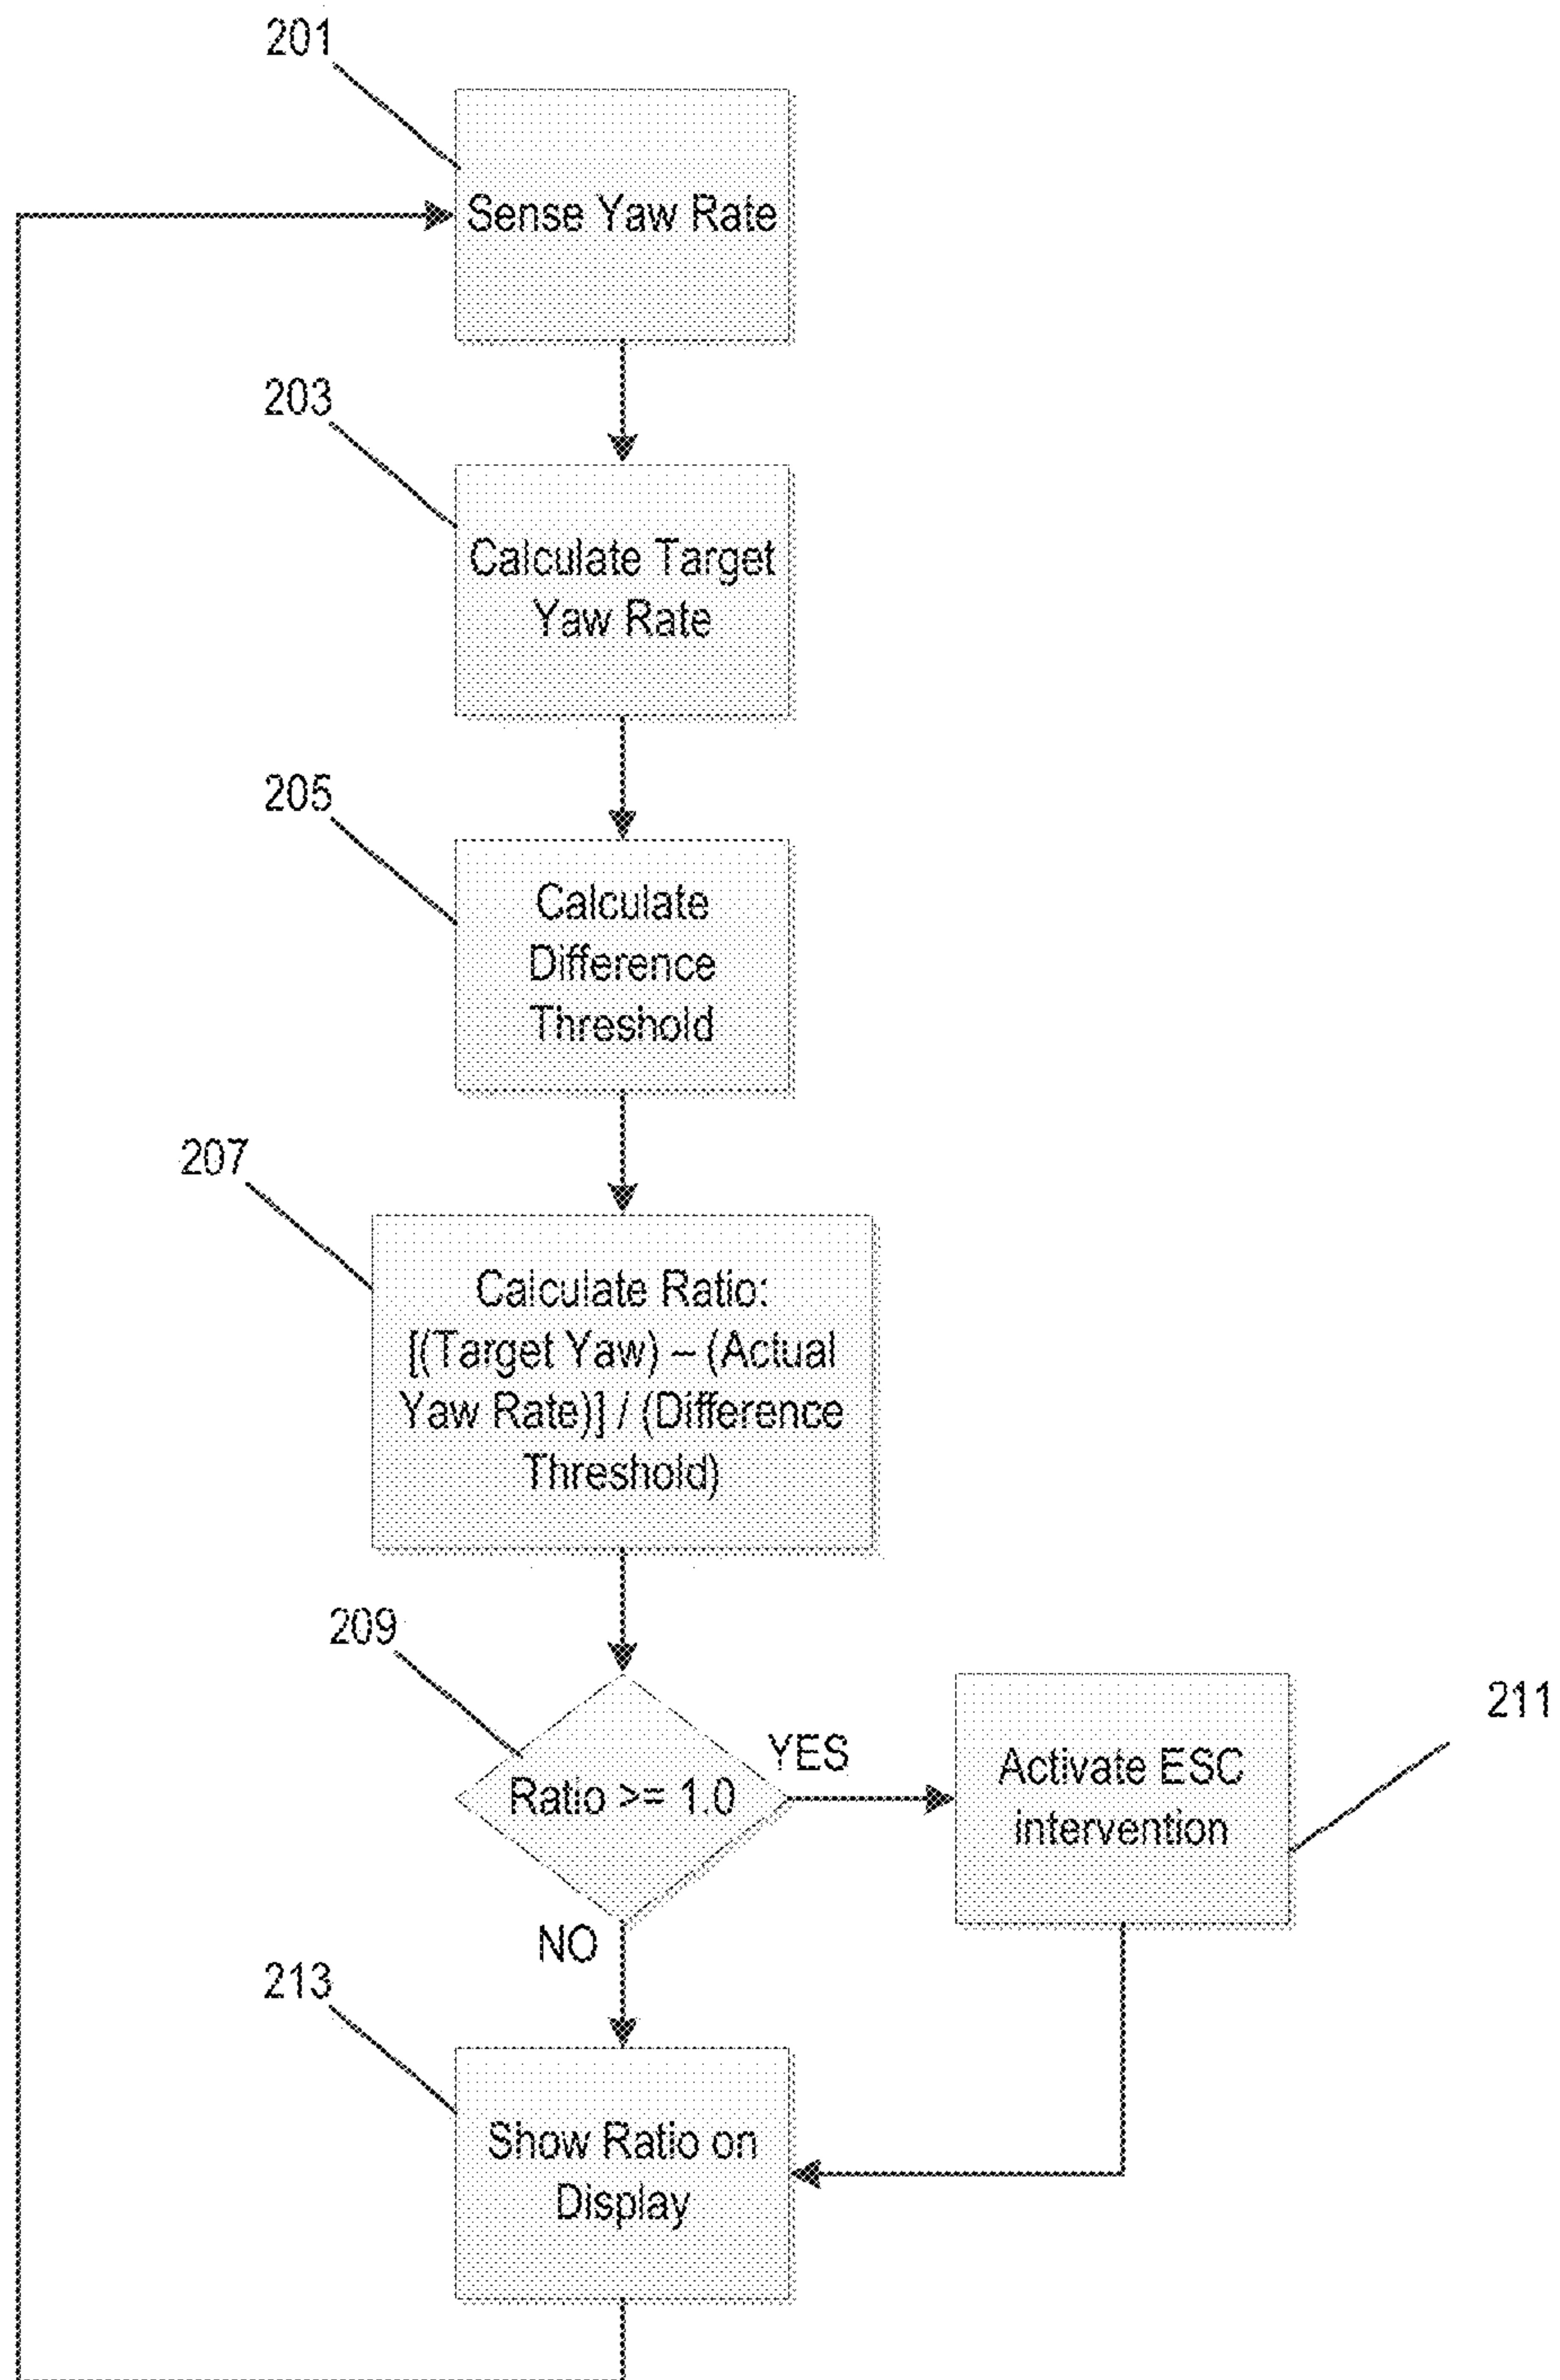 201
Sense Yaw Rate
203
Calculate Target
Yaw Rate
205
Calculate
Difference
Threshold
207
Calculate Ratio:
[(Target Yaw) – (Actual
Yaw Rate)] / (Difference
Threshold)
209
Ratio >= 1.0
YES
Activate ESC
intervention
211
NO
213
Show Ratio on
Display